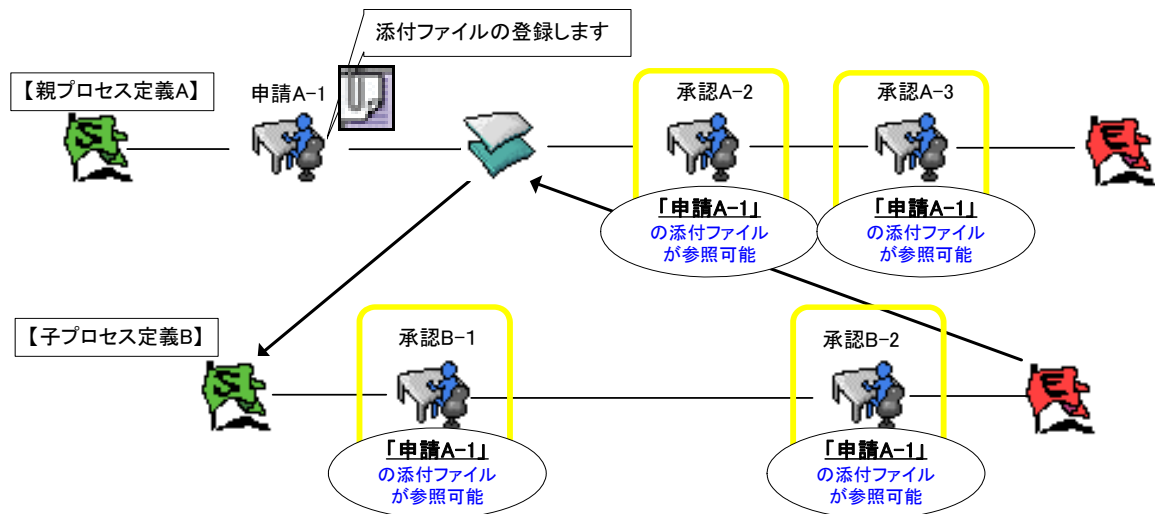 添付ファイルの登録します
【親プロセス定義A】
申請A-1
承認A-2
承認A-3
「申請A-1」
の添付ファイル
が参照可能
「申請A-1」
の添付ファイル
が参照可能
【子プロセス定義B】
承認B-1
承認B-2
「申請A-1」
の添付ファイル
が参照可能
「申請A-1」
の添付ファイル
が参照可能